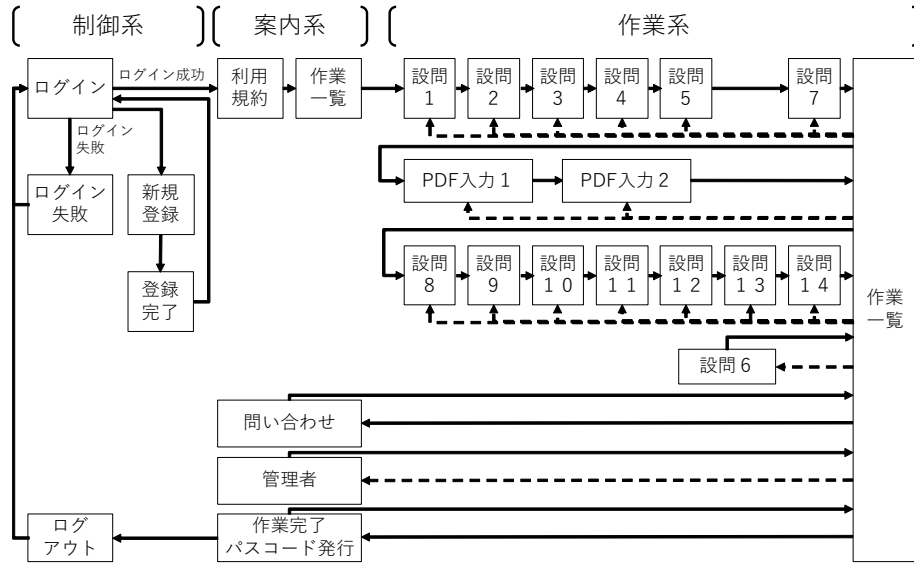 制御系
案内系
作業系
ログイン
ログイン成功
利用
規約
作業
一覧
設問
1
設問
2
設問
3
設問
4
設問
5
設問
7
ログイン
失敗
ログイン
失敗
新規
登録
登録
完了
PDF入力1
PDF入力2
設問
8
設問
9
設問
10
設問
11
設問
12
設問
13
設問
14
作業
一覧
設問6
問い合わせ
管理者
ログ
アウト
作業完了
パスコード発行